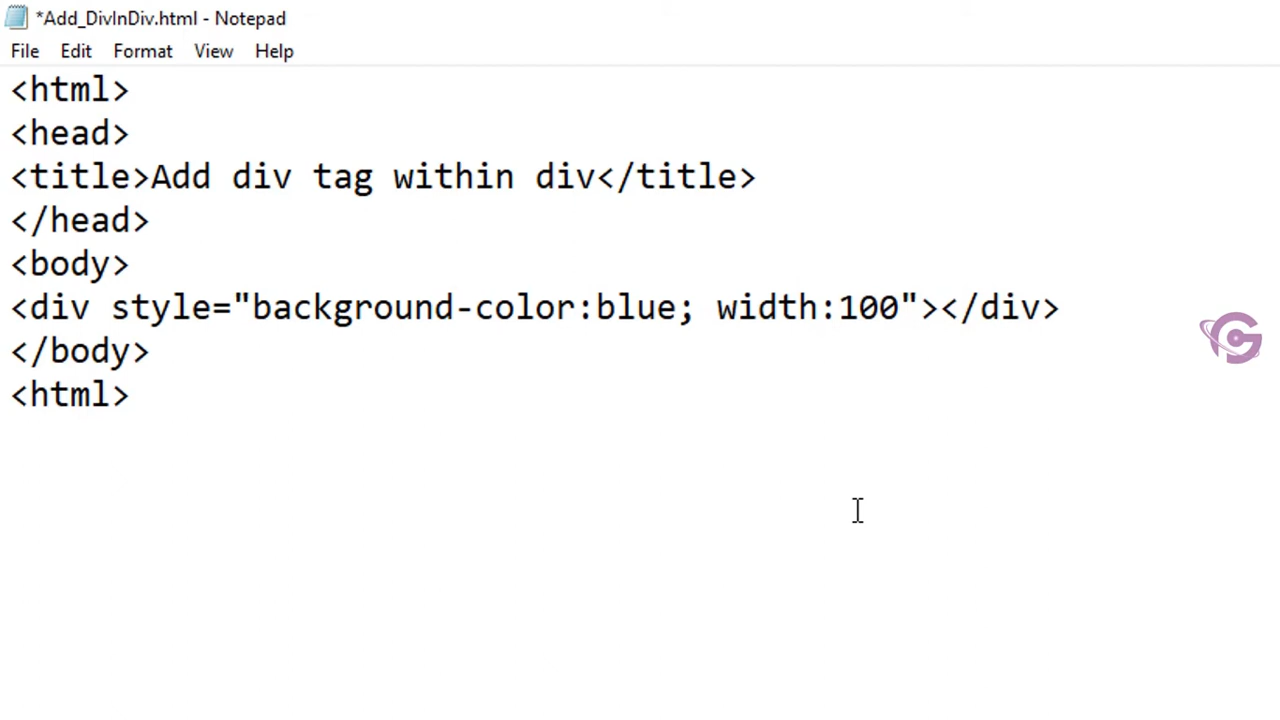 *Add_DivInDiv.html - Notepad
File Edit Format View Help
<html>
<head>
<title>Add div tag within div</title>
</head>
<body>
<div style="background-color:blue; width:100"></div>
</body>
<html>